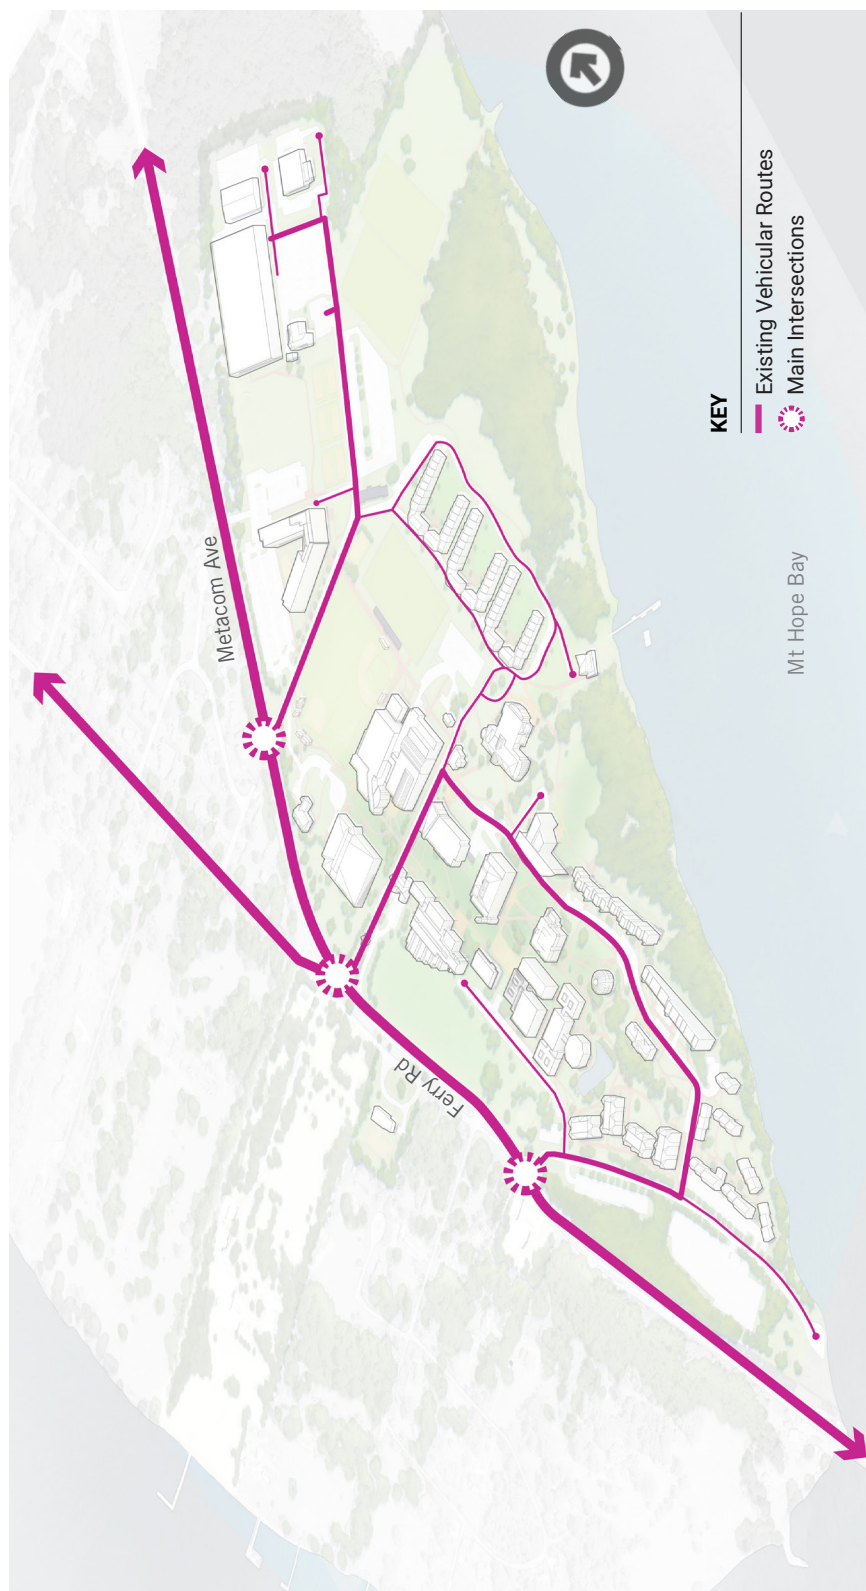 KEY
Existing Vehicular Routes
Main Intersections
Metacom Ave
Ferry Rd
Mt Hope Bay